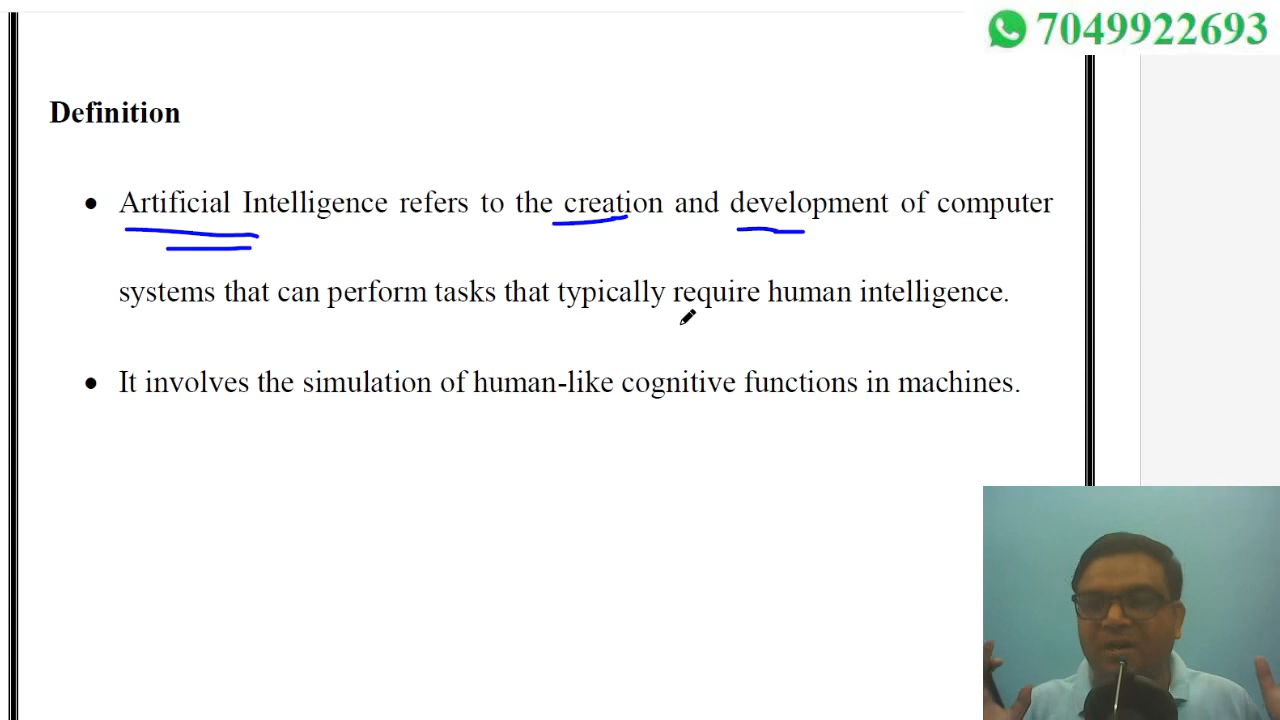 7049922693
Definition
• Artificial Intelligence refers to the creation and development of computer
systems that can perform tasks that typically require human intelligence.
• It involves the simulation of human-like cognitive functions in machines.